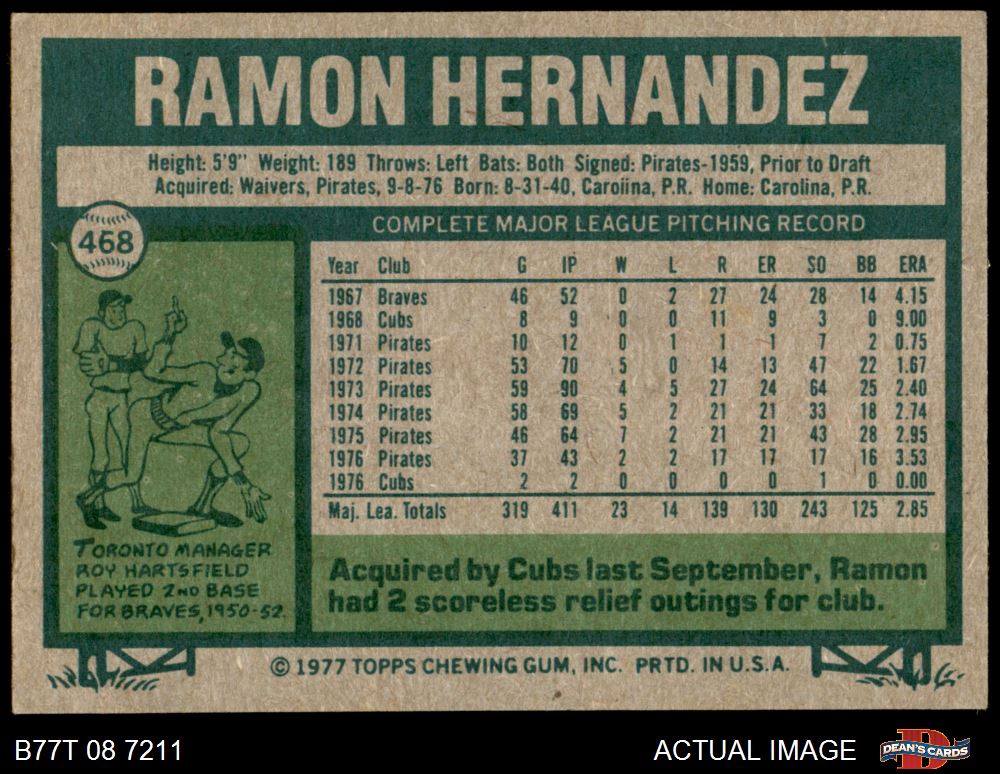 RAMON HERNANDEZ
Height: 5'9" Weight: 189 Throws: Left Bats: Both Signed: Pirates-1959, Prior to Draft
Acquired: Waivers, Pirates, 9-8-76 Born: 8-31-40, Carolina, P.R. Home: Carolina, P.R.
468
COMPLETE MAJOR LEAGUE PITCHING RECORD
Year Club G IP W L R ER SO BB ERA
1967 Braves 46 52 0 2 27 24 28 14 4.15
1968 Cubs 8 9 0 0 11 9 3 0 9.00
1971 Pirates 10 12 0 1 1 1 7 2 0.75
1972 Pirates 53 70 5 0 14 13 47 22 1.67
1973 Pirates 59 90 4 5 27 24 64 25 2.40
1974 Pirates 58 69 5 2 21 21 33 18 2.74
1975 Pirates 46 64 7 2 21 21 43 28 2.95
1976 Pirates 37 43 2 2 17 17 17 16 3.53
1976 Cubs 2 2 0 0 0 0 1 0 0.00
Maj. Lea. Totals 319 411 23 14 139 130 243 125 2.85
TORONTO MANAGER
ROY HARTSFIELD
PLAYED 2ND BASE
FOR BRAVES, 1950-52.
Acquired by Cubs last September, Ramon
had 2 scoreless relief outings for club.
© 1977 TOPPS CHEWING GUM, INC. PRTD. IN U.S.A.
B77T 08 7211
ACTUAL IMAGE
DEAN'S CARDS